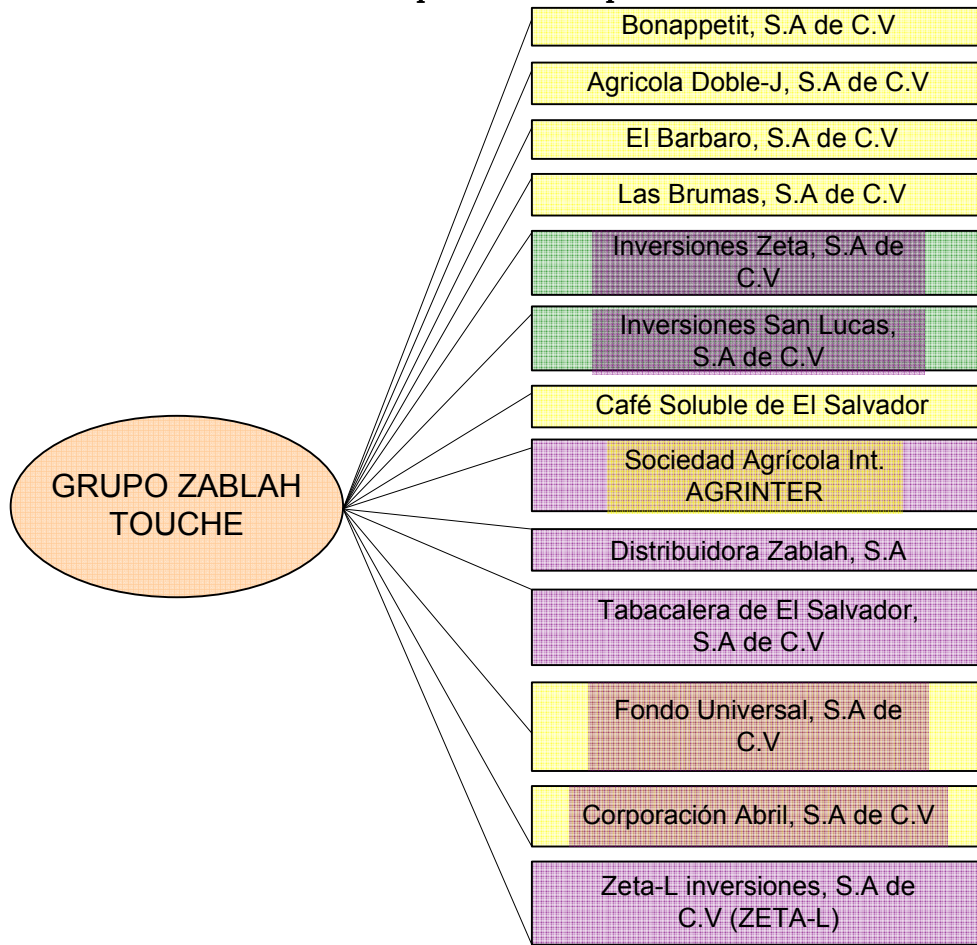 Bonappetit, S.A de C.V
Agricola Doble-J, S.A de C.V
El Barbaro, S.A de C.V
Las Brumas, S.A de C.V
Inversiones Zeta, S.A de
C.V
Inversiones San Lucas,
S.A de C.V
Café Soluble de El Salvador
Sociedad Agrícola Int.
AGRINTER
GRUPO ZABLAH
TOUCHE
Distribuidora Zablah, S.A
Tabacalera de El Salvador,
S.A de C.V
Fondo Universal, S.A de
C.V
Corporación Abril, S.A de C.V
Zeta-L inversiones, S.A de
C.V (ZETA-L)